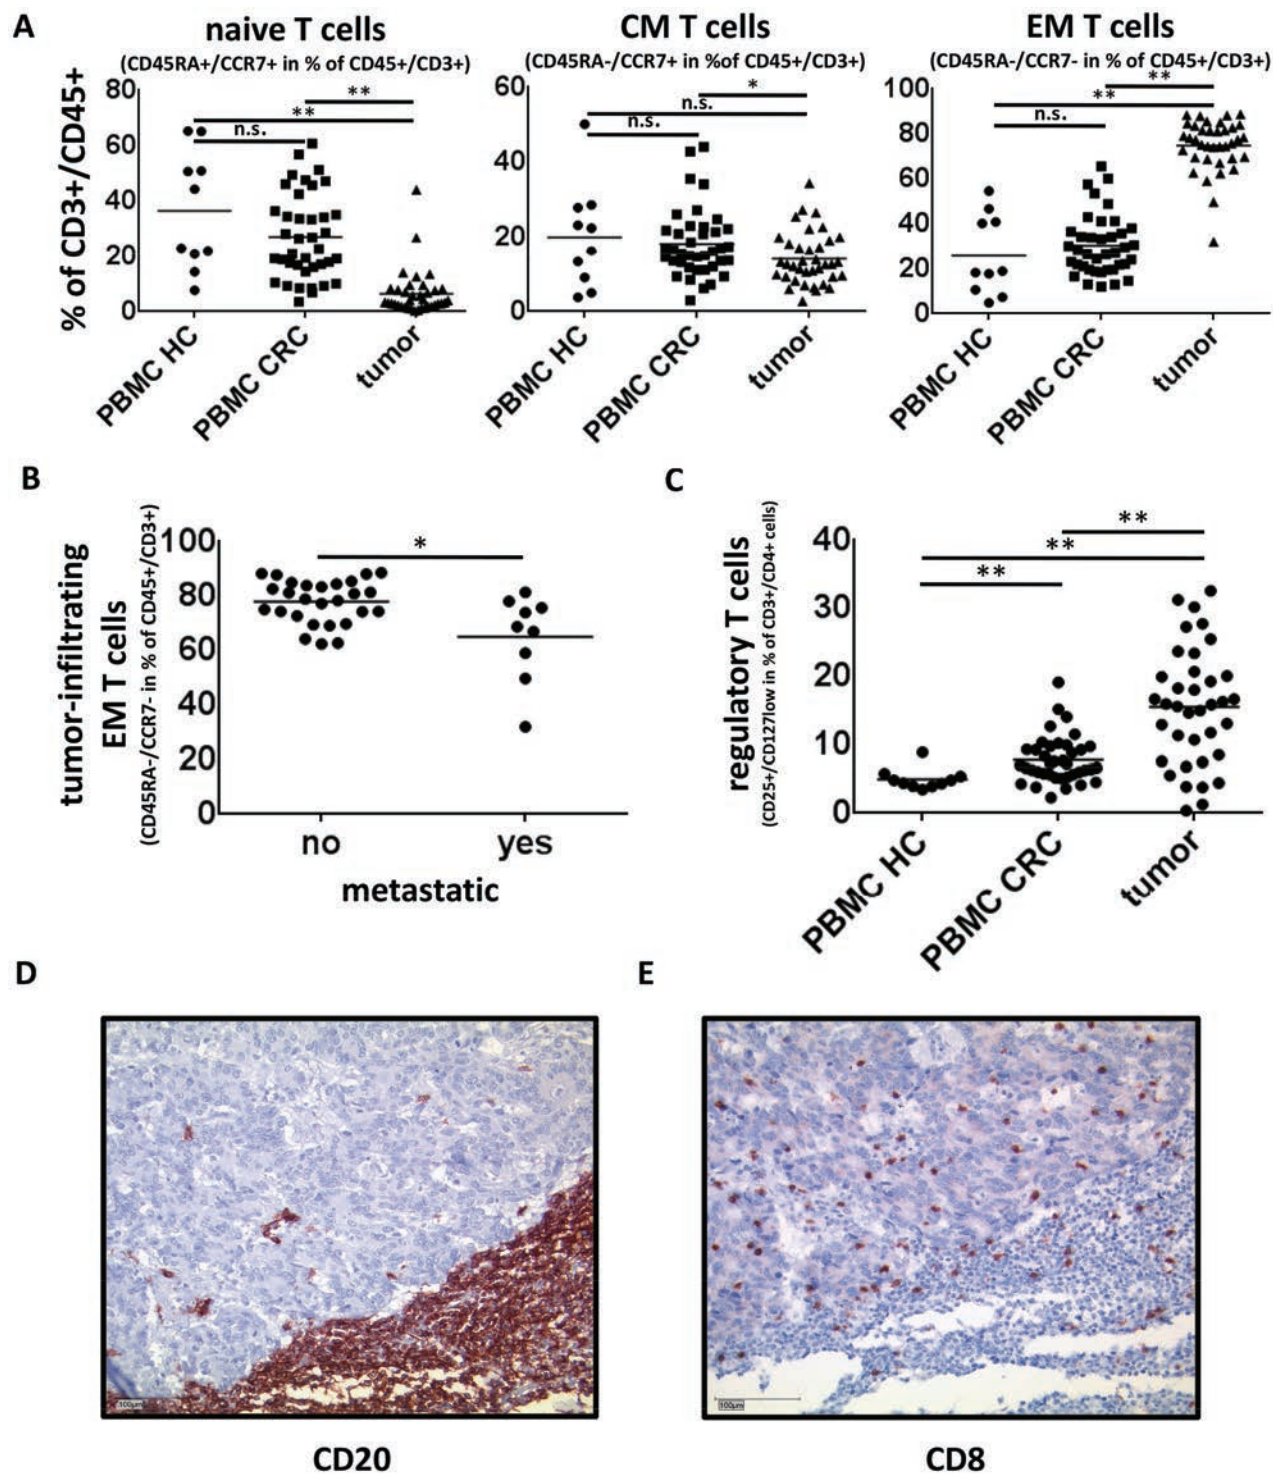 A
naive T cells
(CD45RA+/CCR7+ in % of CD45+/CD3+)
CM T cells
(CD45RA-/CCR7+ in %of CD45+/CD3+)
EM T cells
(CD45RA-/CCR7- in % of CD45+/CD3+)
% of CD3+/CD45+
80
60
40
20
0
**
**
n.s.
PBMC HC
PBMC CRC
tumor
60
40
20
0
*
n.s.
n.s.
PBMC HC
PBMC CRC
tumor
100
80
60
40
20
0
**
**
n.s.
PBMC HC
PBMC CRC
tumor
B
tumor-infiltrating
EM T cells
(CD45RA-/CCR7- in % of CD45+/CD3+)
100
80
60
40
20
0
*
no
yes
metastatic
C
regulatory T cells
(CD25+/CD127low in % of CD3+/CD4+ cells)
40
30
20
10
0
**
**
**
PBMC HC
PBMC CRC
tumor
D
100µm
CD20
E
100µm
CD8